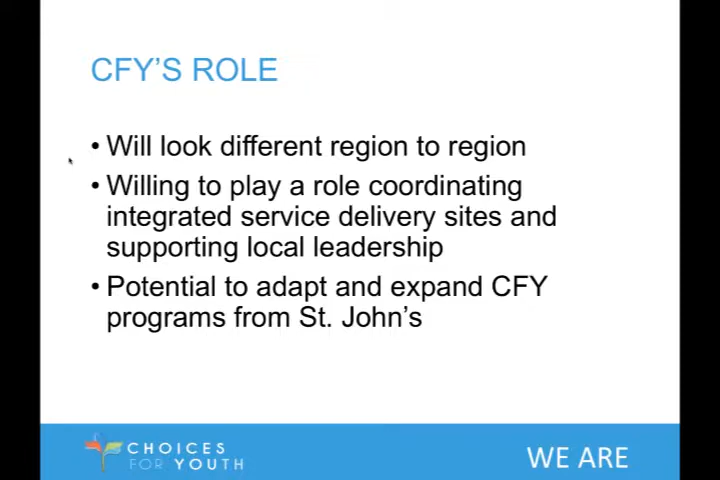 CFY'S ROLE
• Will look different region to region
• Willing to play a role coordinating
integrated service delivery sites and
supporting local leadership
• Potential to adapt and expand CFY
programs from St. John's
CHOICES
FOR YOUTH
WE ARE